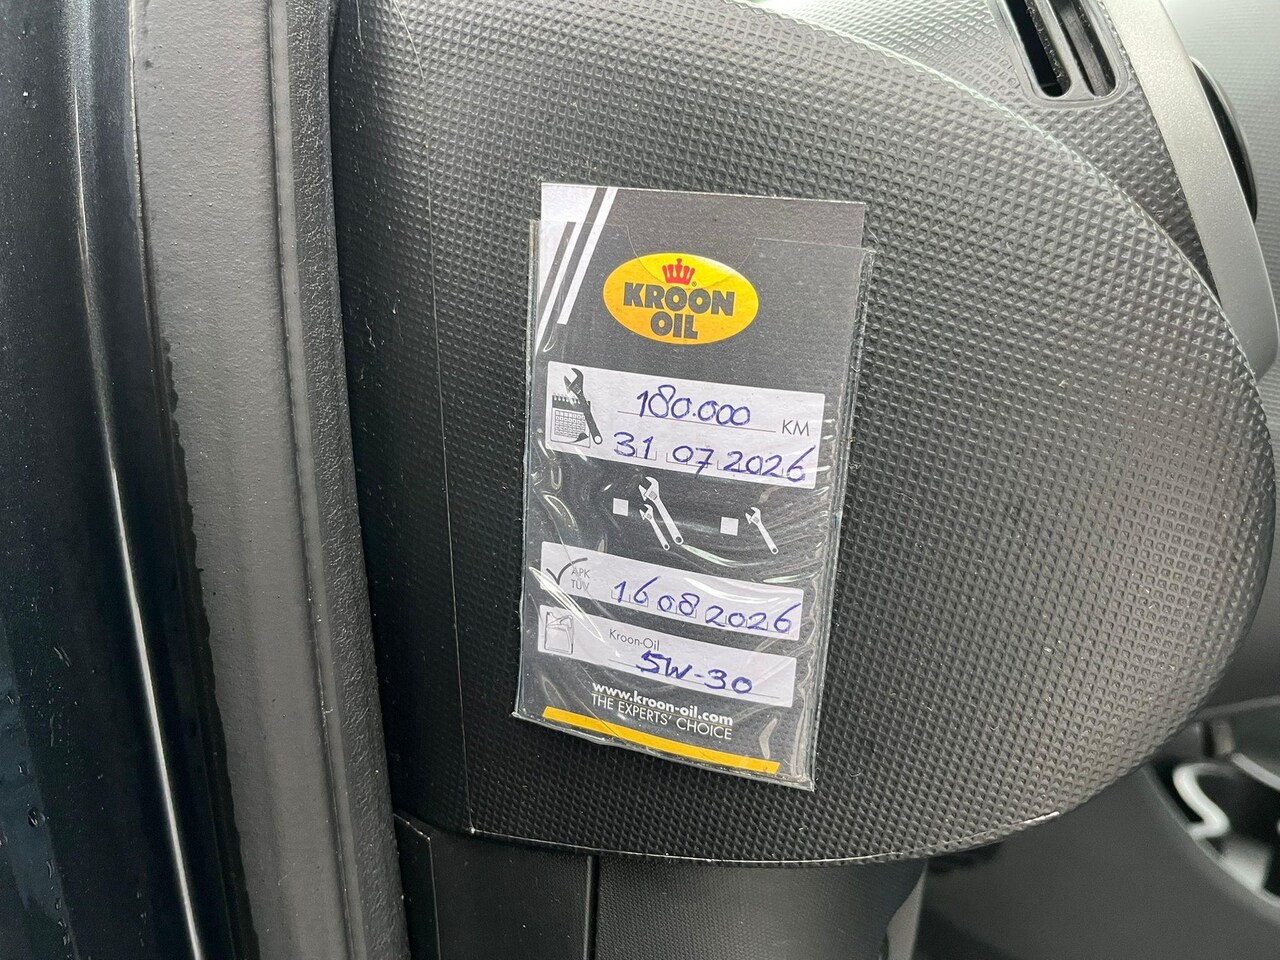 KROON
OIL
180.000 KM
31 07 2026
APK
TÜV
16 08 2026
Kroon-Oil
5W-30
www.kroon-oil.com
THE EXPERTS' CHOICE